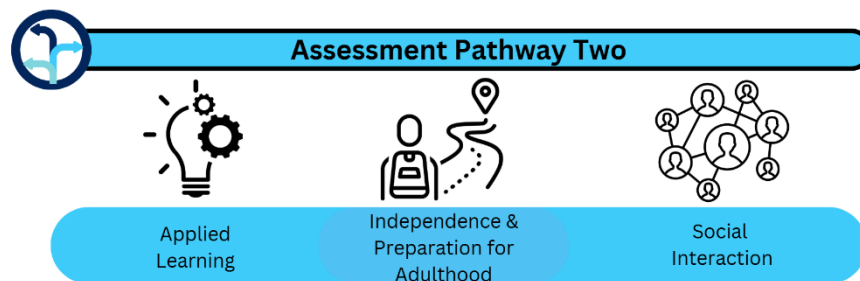 Assessment Pathway Two
Applied
Learning
Independence &
Preparation for
Adulthood
Social
Interaction